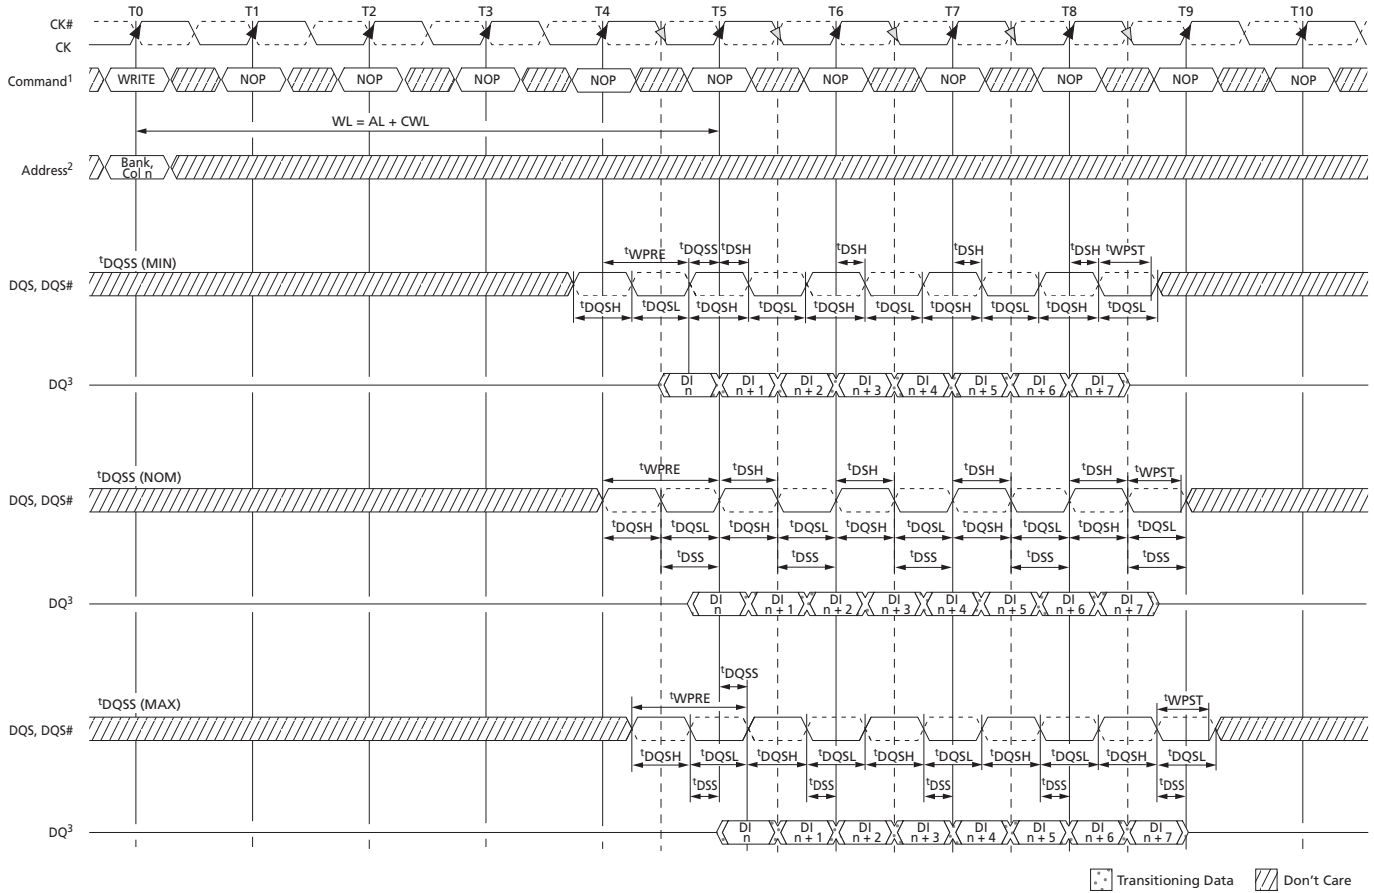 T0 T1 T2 T3 T4 T5 T6 T7 T8 T9 T10
CK#
CK
Command¹ WRITE NOP NOP NOP NOP NOP NOP NOP NOP NOP NOP
WL = AL + CWL
Address² Bank, Col n
tDQSS (MIN)
tWPRE tDQSS tDSH tDSH tDSH tDSH tWPST
DQS, DQS#
tDQSH tDQSL tDQSH tDQSL tDQSH tDQSL tDQSH tDQSL tDQSH tDQSL
DQ³ DI n DI n + 1 DI n + 2 DI n + 3 DI n + 4 DI n + 5 DI n + 6 DI n + 7
tDQSS (NOM)
tWPRE tDSH tDSH tDSH tDSH tWPST
DQS, DQS#
tDQSH tDQSL tDQSH tDQSL tDQSH tDQSL tDQSH tDQSL tDQSH tDQSL
tDSS tDSS tDSS tDSS tDSS
DQ³ DI n DI n + 1 DI n + 2 DI n + 3 DI n + 4 DI n + 5 DI n + 6 DI n + 7
tDQSS
tDQSS (MAX)
tWPRE tWPST
DQS, DQS#
tDQSH tDQSL tDQSH tDQSL tDQSH tDQSL tDQSH tDQSL tDQSH tDQSL
tDSS tDSS tDSS tDSS tDSS
DQ³ DI n DI n + 1 DI n + 2 DI n + 3 DI n + 4 DI n + 5 DI n + 6 DI n + 7
Transitioning Data Don't Care